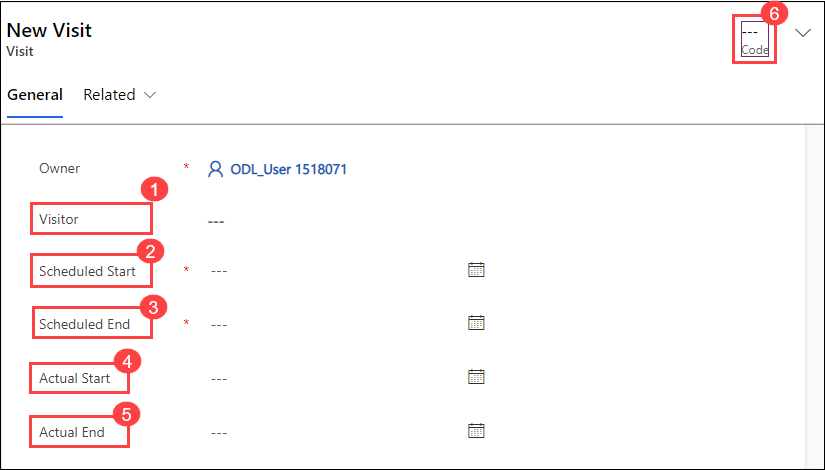 New Visit
Visit
6
---
Code
General Related
Owner * ODL_User 1518071
1
Visitor ---
2
Scheduled Start * ---
3
Scheduled End * ---
4
Actual Start ---
5
Actual End ---